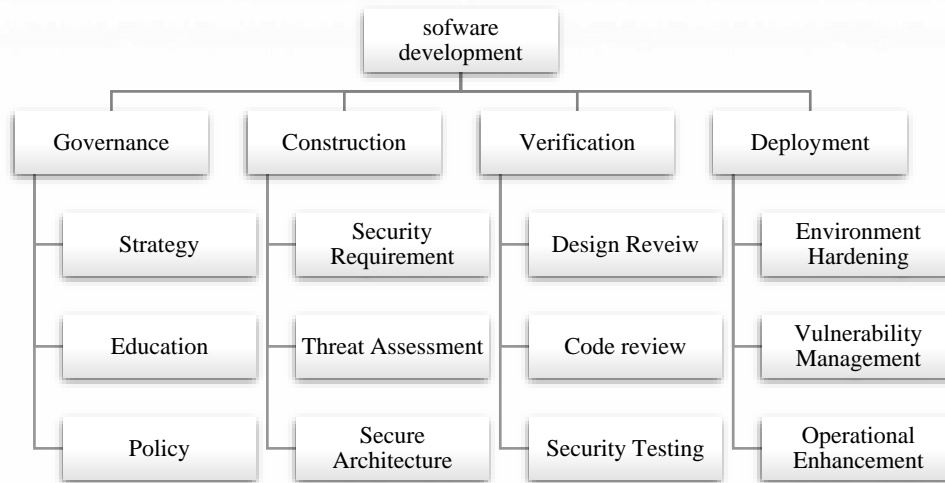 sofware
development
Governance
Construction
Verification
Deployment
Strategy
Security
Requirement
Design Reveiw
Environment
Hardening
Education
Threat Assessment
Code review
Vulnerability
Management
Policy
Secure
Architecture
Security Testing
Operational
Enhancement